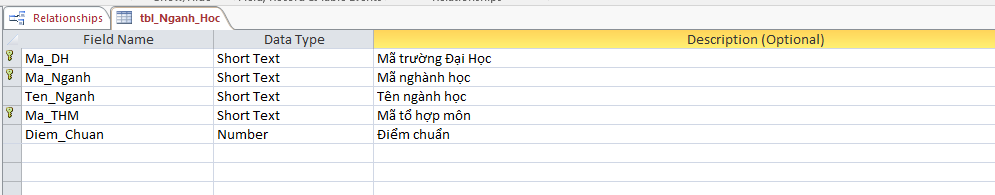 Relationships tbl_Nganh_Hoc
Field Name Data Type Description (Optional)
Ma_DH Short Text Mã trường Đại Học
Ma_Nganh Short Text Mã nghành học
Ten_Nganh Short Text Tên ngành học
Ma_THM Short Text Mã tổ hợp môn
Diem_Chuan Number Điểm chuẩn